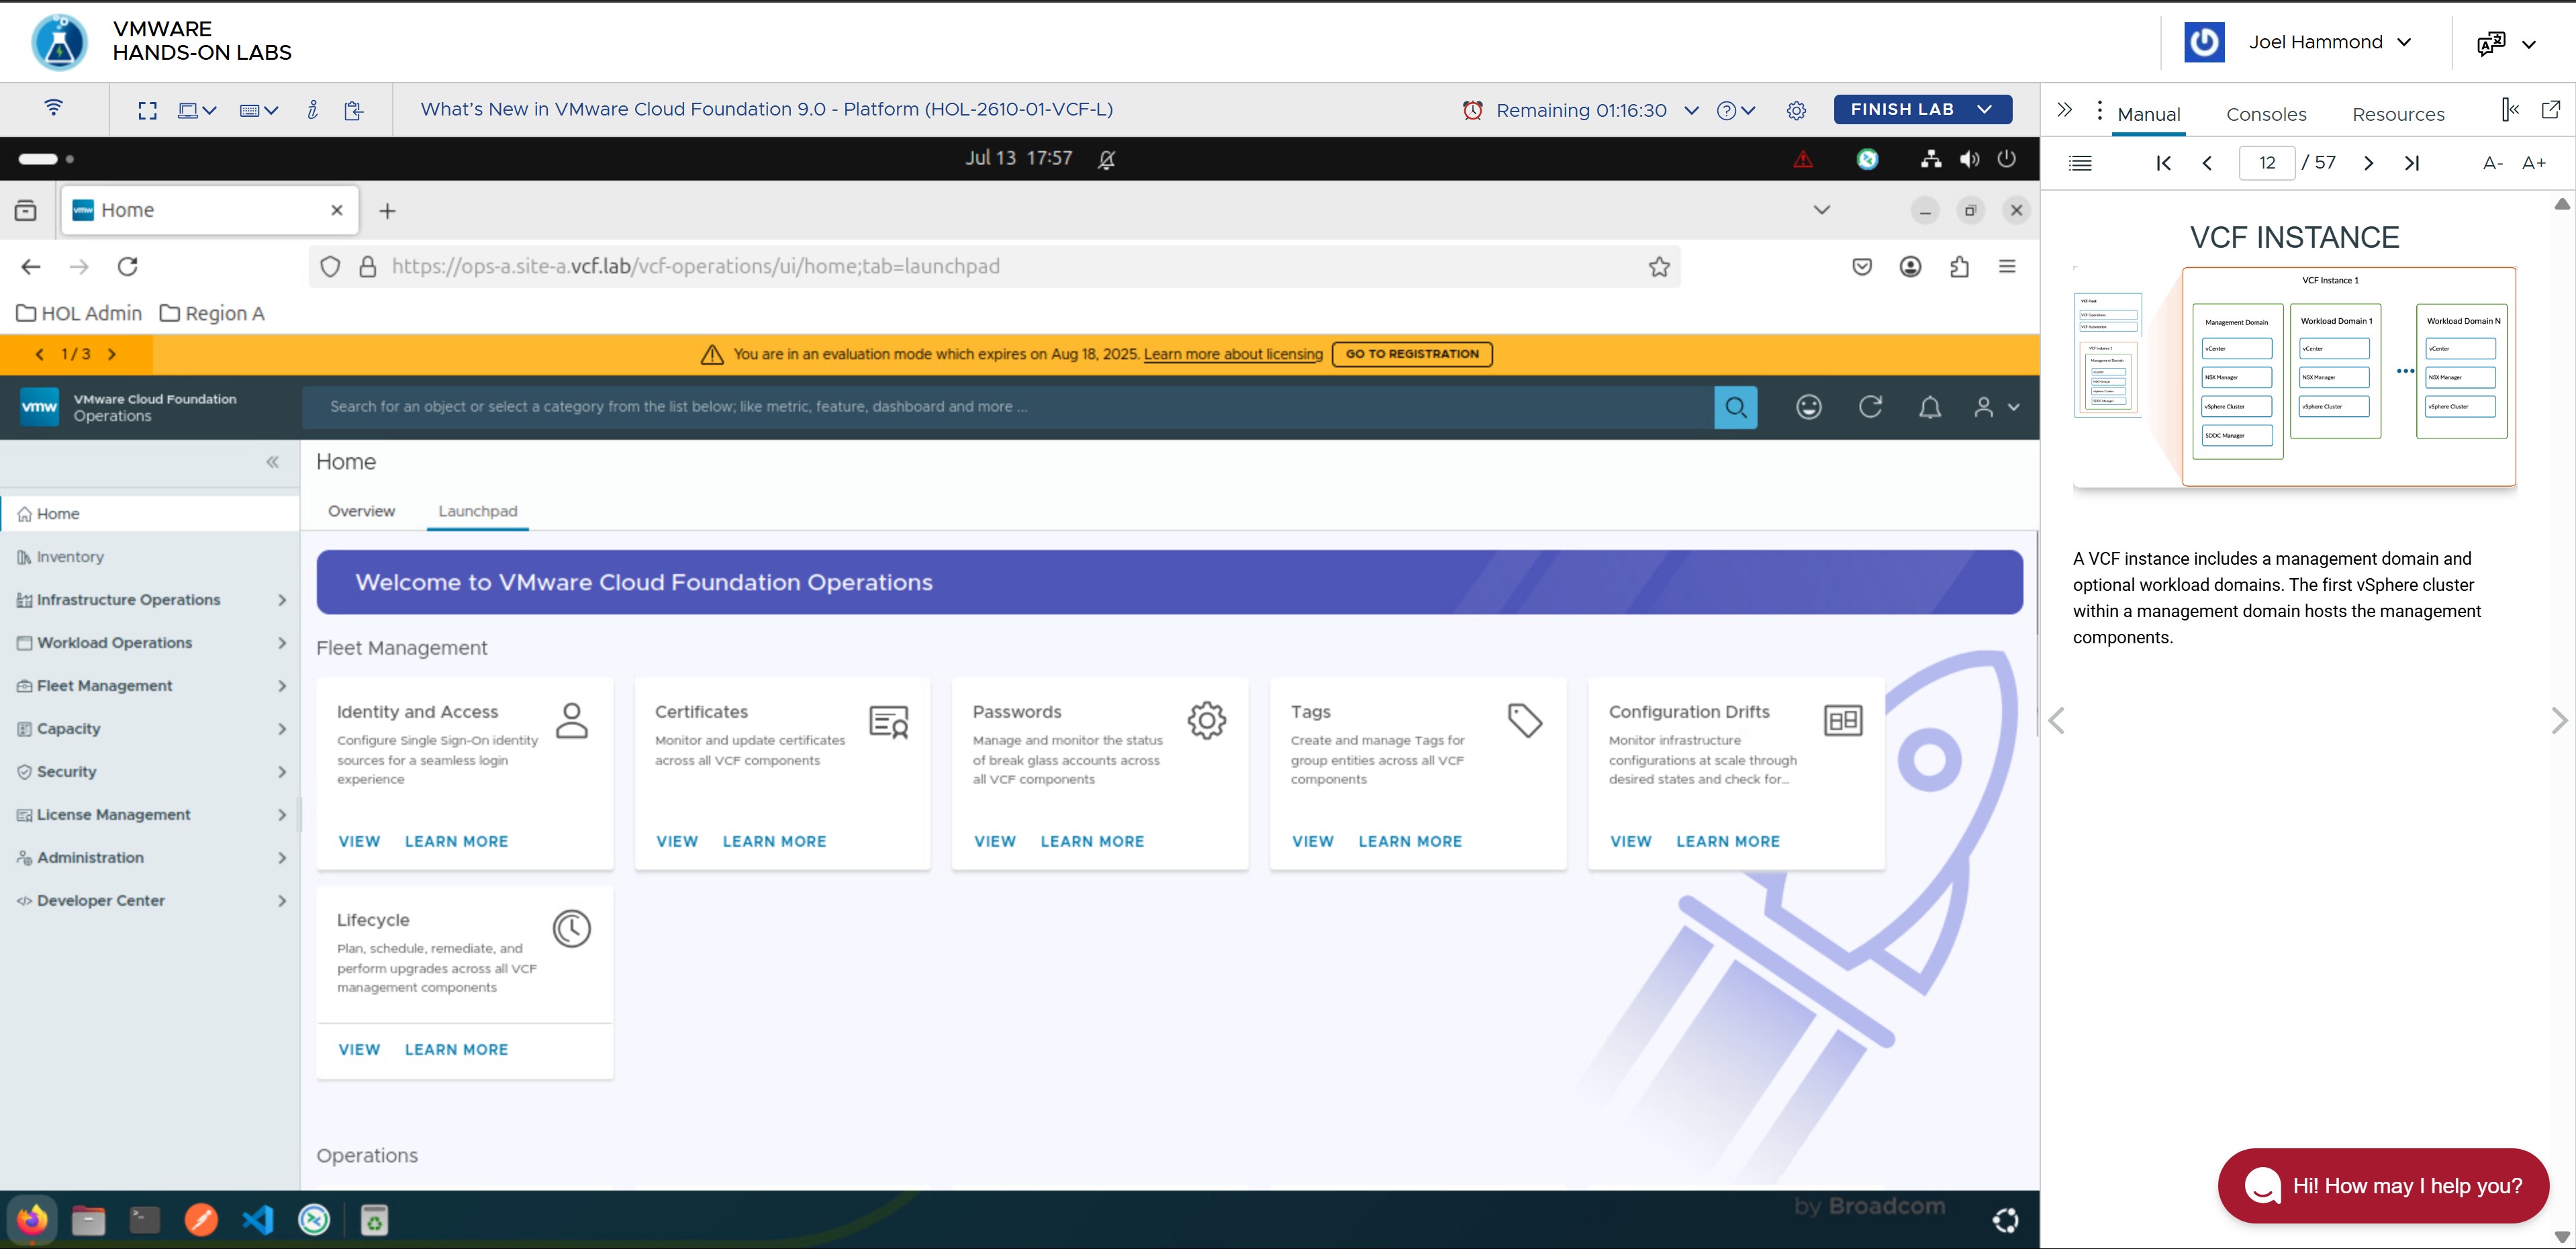 VMWARE
HANDS-ON LABS
Joel Hammond
What's New in VMware Cloud Foundation 9.0 - Platform (HOL-2610-01-VCF-L)
Remaining 01:16:30
FINISH LAB
Manual
Consoles
Resources
Jul 13 17:57
12 / 57
A- A+
Home
https://ops-a.site-a.vcf.lab/vcf-operations/ui/home;tab=launchpad
HOL Admin
Region A
1 / 3
You are in an evaluation mode which expires on Aug 18, 2025. Learn more about licensing
GO TO REGISTRATION
vmw
VMware Cloud Foundation
Operations
Search for an object or select a category from the list below; like metric, feature, dashboard and more ...
Home
Inventory
Infrastructure Operations
Workload Operations
Fleet Management
Capacity
Security
License Management
Administration
Developer Center
Home
Overview
Launchpad
Welcome to VMware Cloud Foundation Operations
Fleet Management
Identity and Access
Configure Single Sign-On identity
sources for a seamless login
experience
VIEW LEARN MORE
Certificates
Monitor and update certificates
across all VCF components
VIEW LEARN MORE
Passwords
Manage and monitor the status
of break glass accounts across
all VCF components
VIEW LEARN MORE
Tags
Create and manage Tags for
group entities across all VCF
components
VIEW LEARN MORE
Configuration Drifts
Monitor infrastructure
configurations at scale through
desired states and check for...
VIEW LEARN MORE
Lifecycle
Plan, schedule, remediate, and
perform upgrades across all VCF
management components
VIEW LEARN MORE
Operations
by Broadcom
VCF INSTANCE
VCF Instance 1
Management Domain
vCenter
NSX Manager
vSphere Cluster
SDDC Manager
Workload Domain 1
vCenter
NSX Manager
vSphere Cluster
Workload Domain N
vCenter
NSX Manager
vSphere Cluster
A VCF instance includes a management domain and
optional workload domains. The first vSphere cluster
within a management domain hosts the management
components.
Hi! How may I help you?